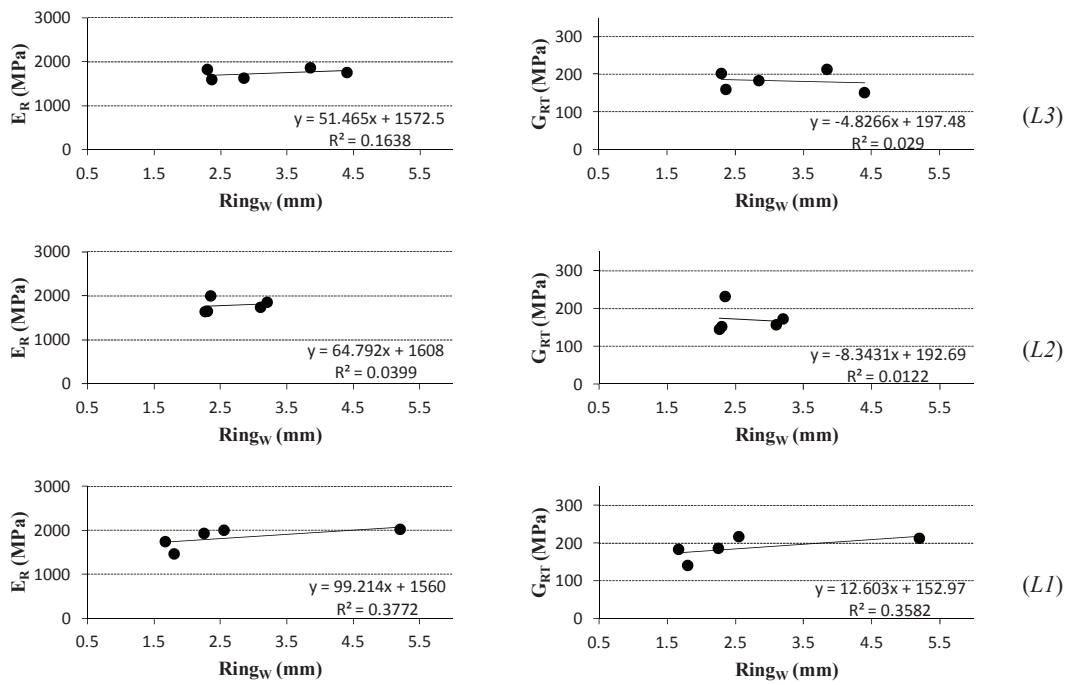 E_R (MPa)
3000
2000
1000
0
y = 51.465x + 1572.5
R² = 0.1638
0.5 1.5 2.5 3.5 4.5 5.5
Ring_W (mm)
G_RT (MPa)
300
200
100
0
y = -4.8266x + 197.48
R² = 0.029
0.5 1.5 2.5 3.5 4.5 5.5
Ring_W (mm)
(L3)
E_R (MPa)
3000
2000
1000
0
y = 64.792x + 1608
R² = 0.0399
0.5 1.5 2.5 3.5 4.5 5.5
Ring_W (mm)
G_RT (MPa)
300
200
100
0
y = -8.3431x + 192.69
R² = 0.0122
0.5 1.5 2.5 3.5 4.5 5.5
Ring_W (mm)
(L2)
E_R (MPa)
3000
2000
1000
0
y = 99.214x + 1560
R² = 0.3772
0.5 1.5 2.5 3.5 4.5 5.5
Ring_W (mm)
G_RT (MPa)
300
200
100
0
y = 12.603x + 152.97
R² = 0.3582
0.5 1.5 2.5 3.5 4.5 5.5
Ring_W (mm)
(L1)